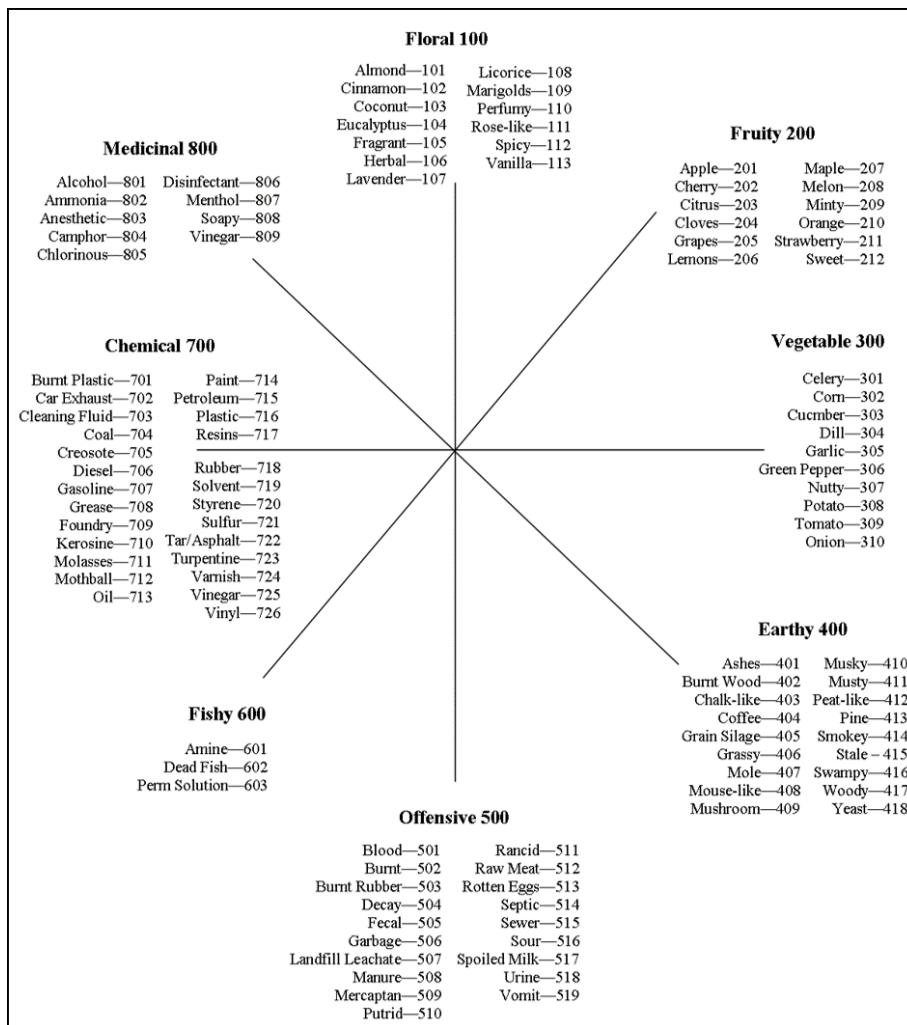 Floral 100
Almond—101
Cinnamon—102
Coconut—103
Eucalyptus—104
Fragrant—105
Herbal—106
Lavender—107
Licorice—108
Marigolds—109
Perfumy—110
Rose-like—111
Spicy—112
Vanilla—113
Fruity 200
Apple—201
Cherry—202
Citrus—203
Cloves—204
Grapes—205
Lemons—206
Maple—207
Melon—208
Minty—209
Orange—210
Strawberry—211
Sweet—212
Vegetable 300
Celery—301
Corn—302
Cucmber—303
Dill—304
Garlic—305
Green Pepper—306
Nutty—307
Potato—308
Tomato—309
Onion—310
Earthy 400
Ashes—401
Burnt Wood—402
Chalk-like—403
Coffee—404
Grain Silage—405
Grassy—406
Mole—407
Mouse-like—408
Mushroom—409
Musky—410
Musty—411
Peat-like—412
Pine—413
Smokey—414
Stale – 415
Swampy—416
Woody—417
Yeast—418
Offensive 500
Blood—501
Burnt—502
Burnt Rubber—503
Decay—504
Fecal—505
Garbage—506
Landfill Leachate—507
Manure—508
Mercaptan—509
Putrid—510
Rancid—511
Raw Meat—512
Rotten Eggs—513
Septic—514
Sewer—515
Sour—516
Spoiled Milk—517
Urine—518
Vomit—519
Fishy 600
Amine—601
Dead Fish—602
Perm Solution—603
Chemical 700
Burnt Plastic—701
Car Exhaust—702
Cleaning Fluid—703
Coal—704
Creosote—705
Diesel—706
Gasoline—707
Grease—708
Foundry—709
Kerosine—710
Molasses—711
Mothball—712
Oil—713
Paint—714
Petroleum—715
Plastic—716
Resins—717
Rubber—718
Solvent—719
Styrene—720
Sulfur—721
Tar/Asphalt—722
Turpentine—723
Varnish—724
Vinegar—725
Vinyl—726
Medicinal 800
Alcohol—801
Ammonia—802
Anesthetic—803
Camphor—804
Chlorinous—805
Disinfectant—806
Menthol—807
Soapy—808
Vinegar—809